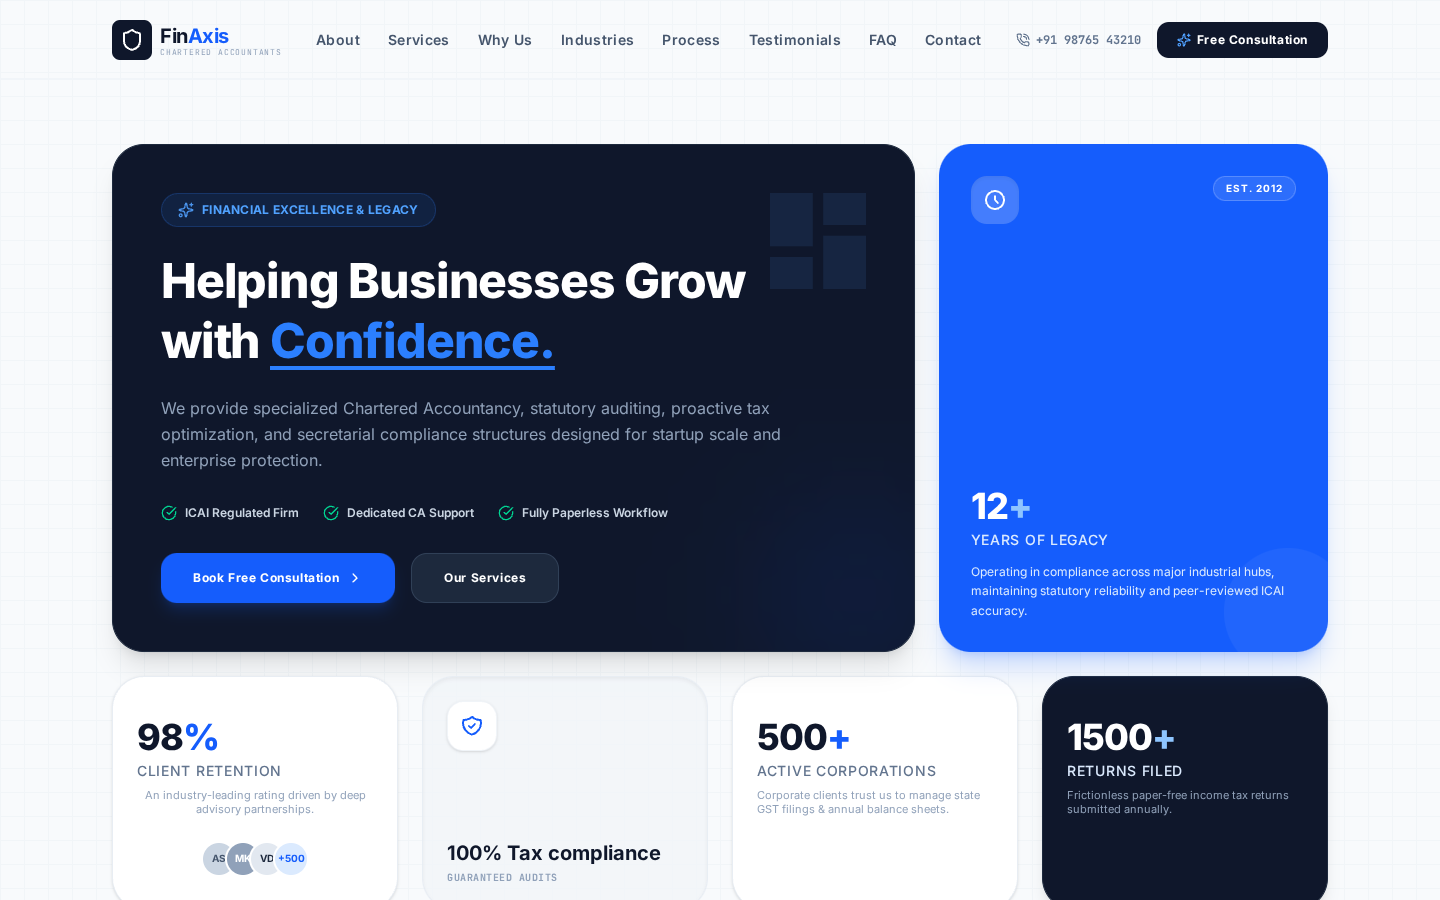 FinAxis
CHARTERED ACCOUNTANTS
About
Services
Why Us
Industries
Process
Testimonials
FAQ
Contact
+91 98765 43210
Free Consultation
FINANCIAL EXCELLENCE & LEGACY
Helping Businesses Grow
with Confidence.
We provide specialized Chartered Accountancy, statutory auditing, proactive tax
optimization, and secretarial compliance structures designed for startup scale and
enterprise protection.
ICAI Regulated Firm
Dedicated CA Support
Fully Paperless Workflow
Book Free Consultation
Our Services
EST. 2012
12+
YEARS OF LEGACY
Operating in compliance across major industrial hubs,
maintaining statutory reliability and peer-reviewed ICAI
accuracy.
98%
CLIENT RETENTION
An industry-leading rating driven by deep
advisory partnerships.
AS
MK
VD
+500
100% Tax compliance
GUARANTEED AUDITS
500+
ACTIVE CORPORATIONS
Corporate clients trust us to manage state
GST filings & annual balance sheets.
1500+
RETURNS FILED
Frictionless paper-free income tax returns
submitted annually.